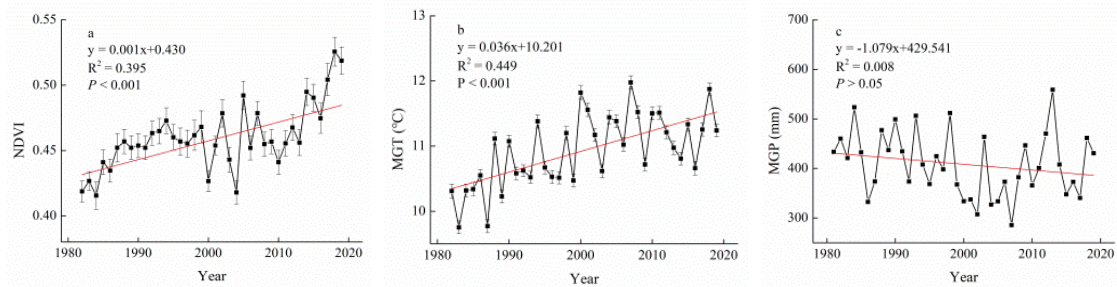 a
y = 0.001x+0.430
R² = 0.395
P < 0.001
0.55
0.50
0.45
0.40
NDVI
1980 1990 2000 2010 2020
Year
b
y = 0.036x+10.201
R² = 0.449
P < 0.001
13
12
11
10
MGT (°C)
1980 1990 2000 2010 2020
Year
c
y = -1.079x+429.541
R² = 0.008
P > 0.05
700
600
500
400
300
MGP (mm)
1980 1990 2000 2010 2020
Year